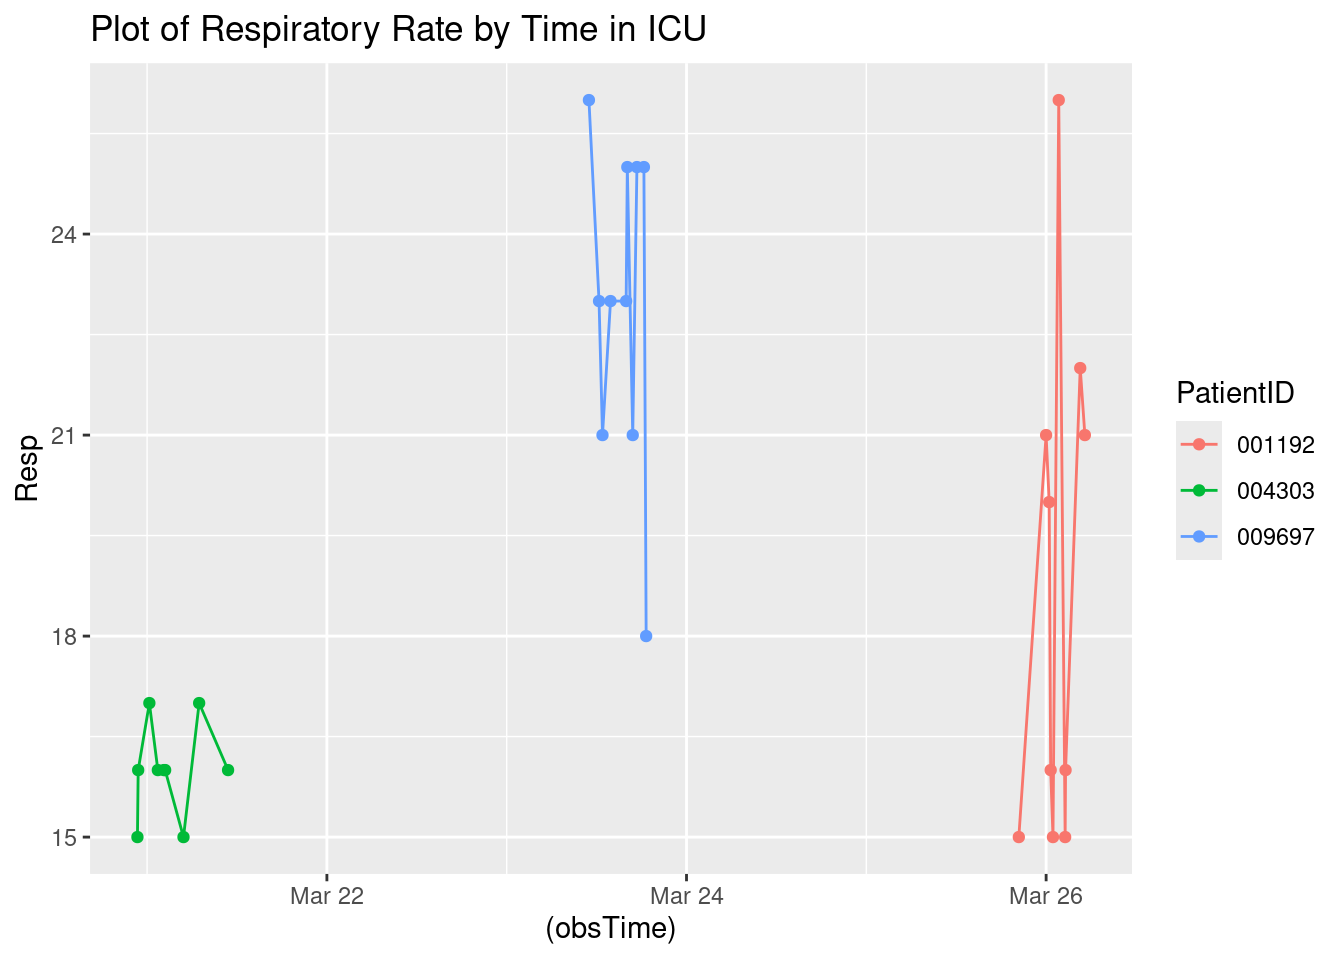 Plot of Respiratory Rate by Time in ICU
24
21
18
15
Resp
Mar 22
Mar 24
Mar 26
(obsTime)
PatientID
001192
004303
009697